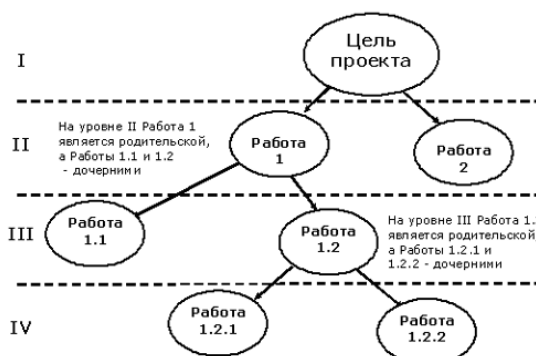 Цель
проекта
I
На уровне II Работа 1
является родительской,
а Работы 1.1 и 1.2
- дочерними
II
Работа
1
Работа
2
III
Работа
1.1
Работа
1.2
На уровне III Работа 1.
является родительской,
а Работы 1.2.1 и
1.2.2 - дочерними
IV
Работа
1.2.1
Работа
1.2.2